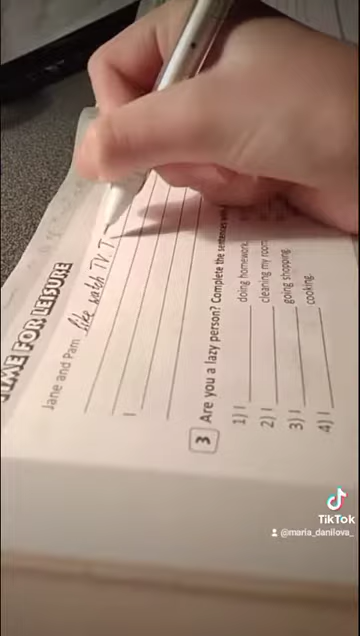 TIME FOR LEISURE
Jane and Pam like watch TV. T
I
3 Are you a lazy person? Complete the sentences
1) I doing homework.
2) I cleaning my room
3) I going shopping
4) I cooking.
TikTok
@maria_danilova_